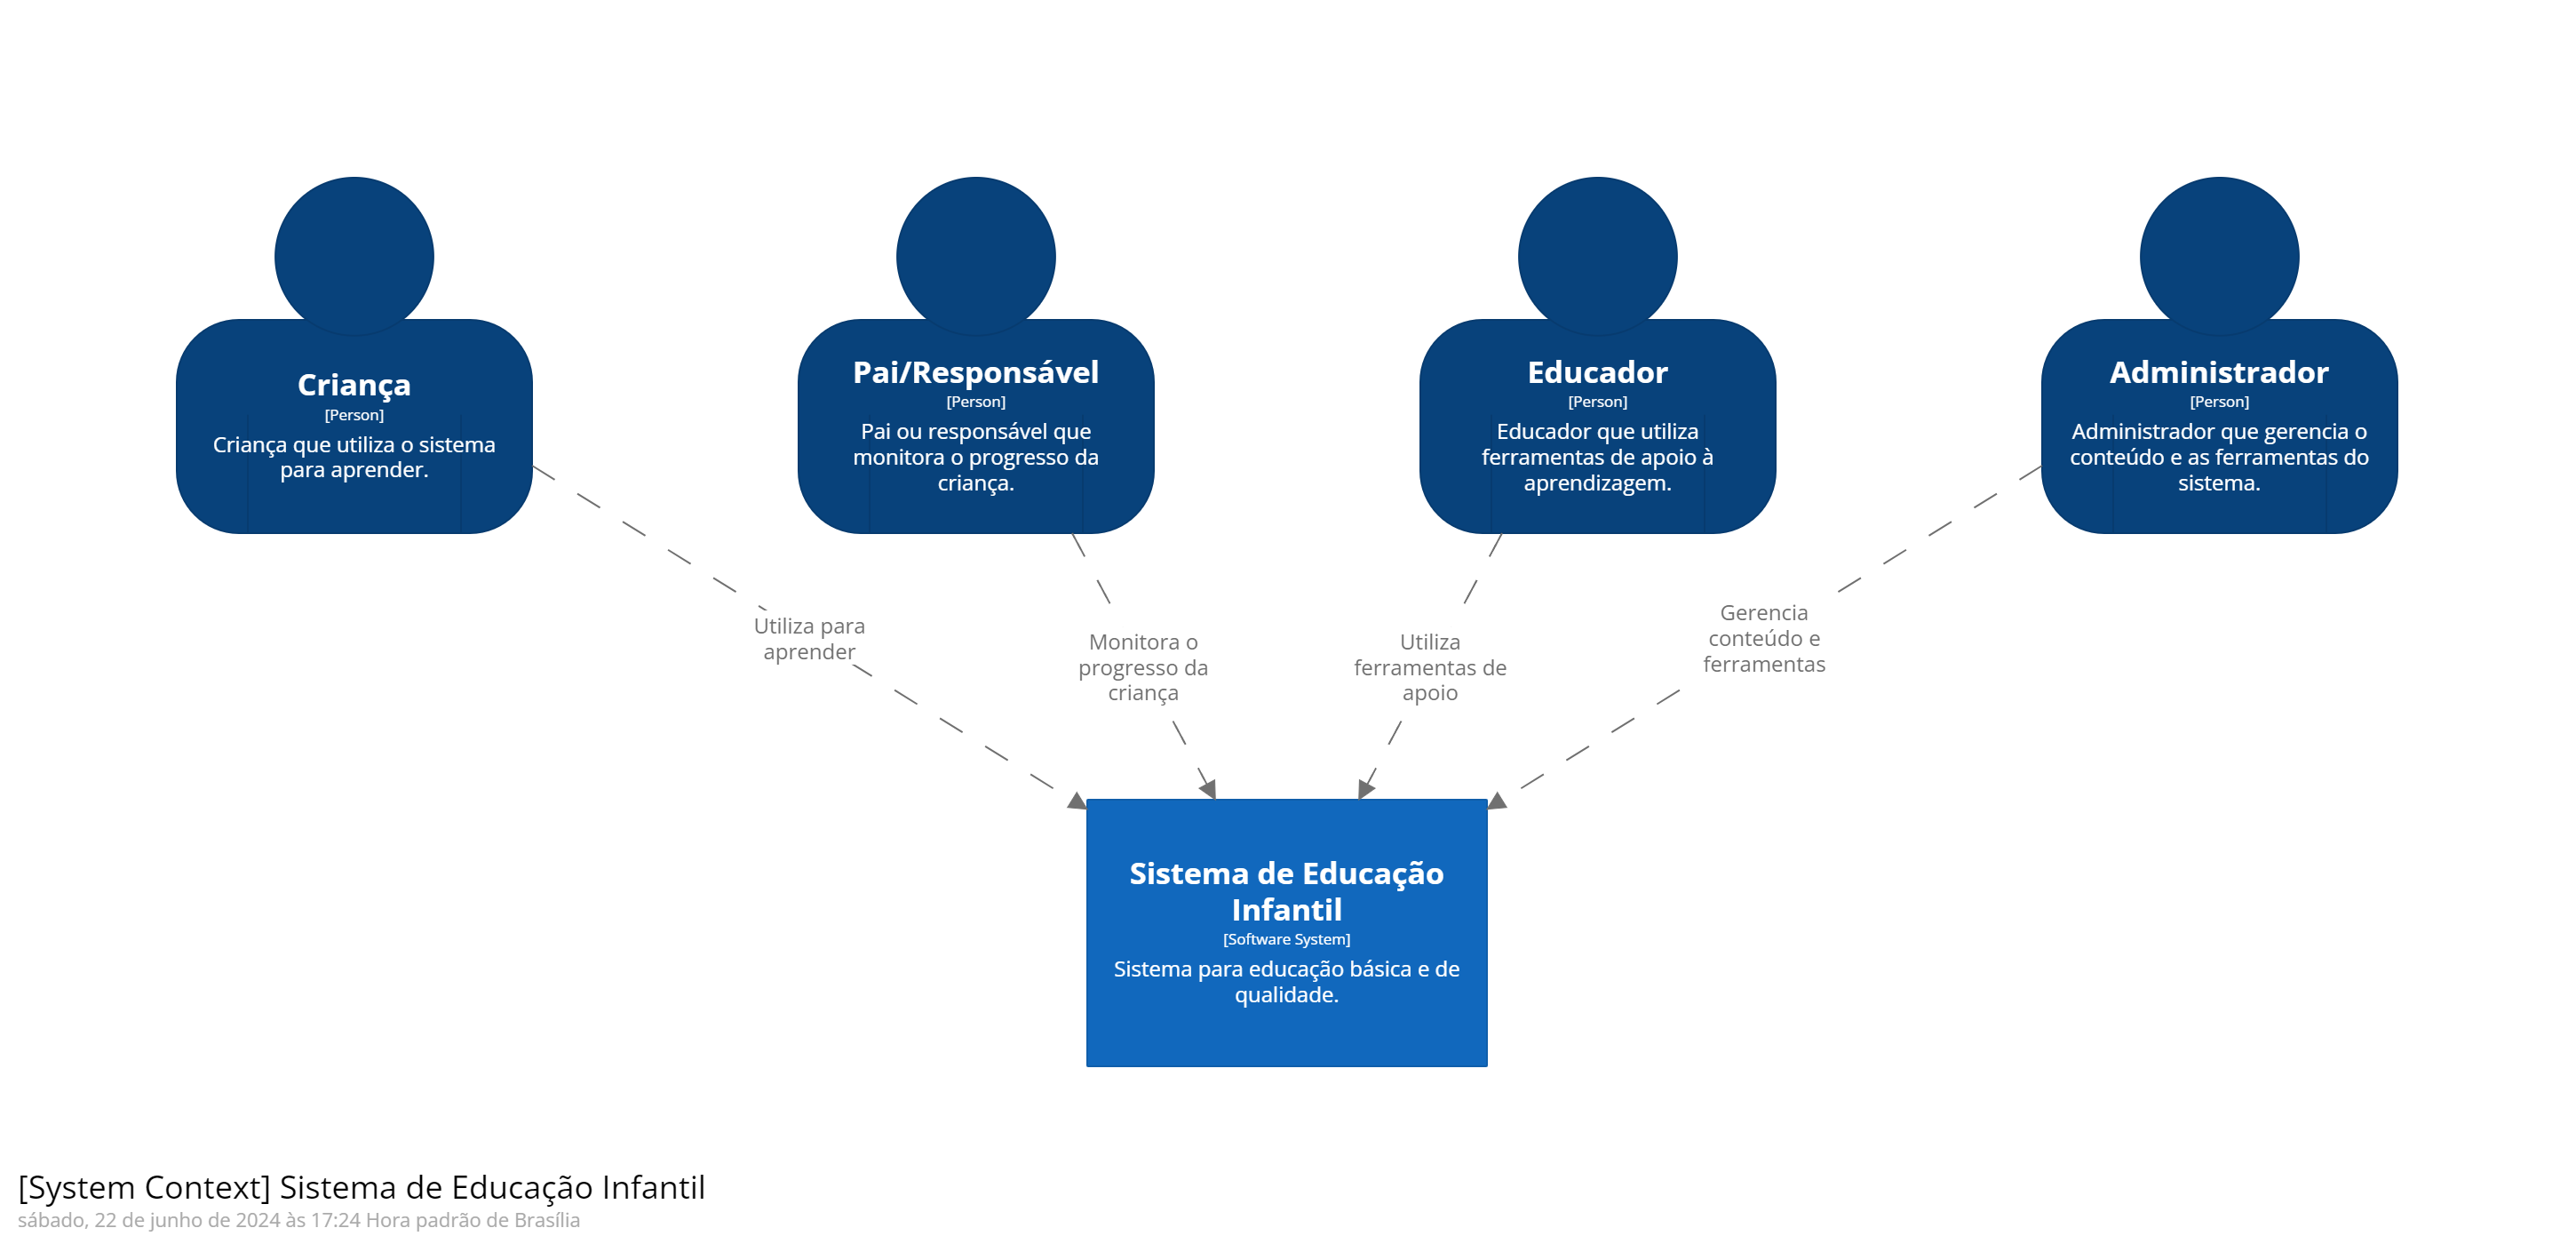 Criança
[Person]
Criança que utiliza o sistema
para aprender.
Pai/Responsável
[Person]
Pai ou responsável que
monitora o progresso da
criança.
Educador
[Person]
Educador que utiliza
ferramentas de apoio à
aprendizagem.
Administrador
[Person]
Administrador que gerencia o
conteúdo e as ferramentas do
sistema.
Utiliza para
aprender
Monitora o
progresso da
criança
Utiliza
ferramentas de
apoio
Gerencia
conteúdo e
ferramentas
Sistema de Educação
Infantil
[Software System]
Sistema para educação básica e de
qualidade.
[System Context] Sistema de Educação Infantil
sábado, 22 de junho de 2024 às 17:24 Hora padrão de Brasília